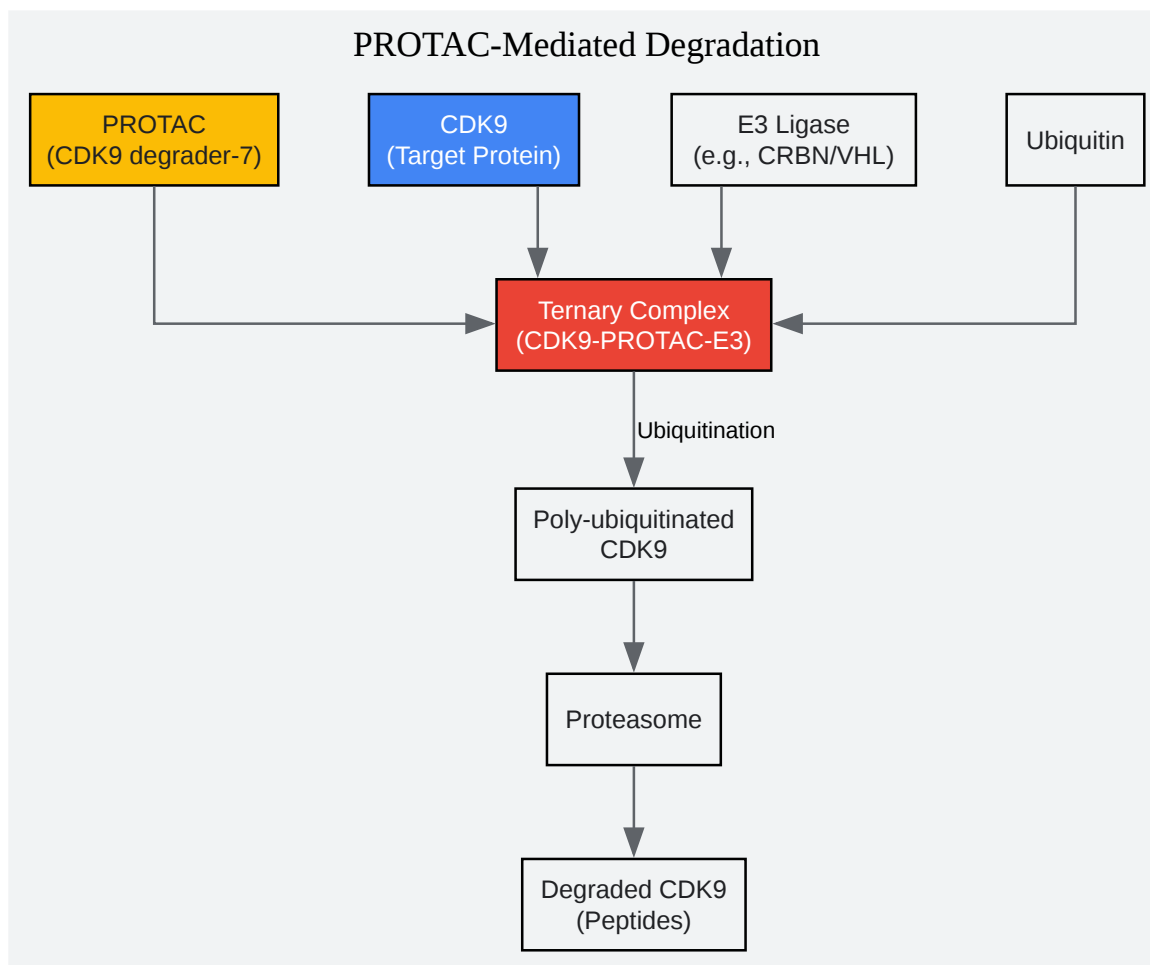 PROTAC-Mediated Degradation
PROTAC
(CDK9 degrader-7)
CDK9
(Target Protein)
E3 Ligase
(e.g., CRBN/VHL)
Ubiquitin
Ternary Complex
(CDK9-PROTAC-E3)
Ubiquitination
Poly-ubiquitinated
CDK9
Proteasome
Degraded CDK9
(Peptides)